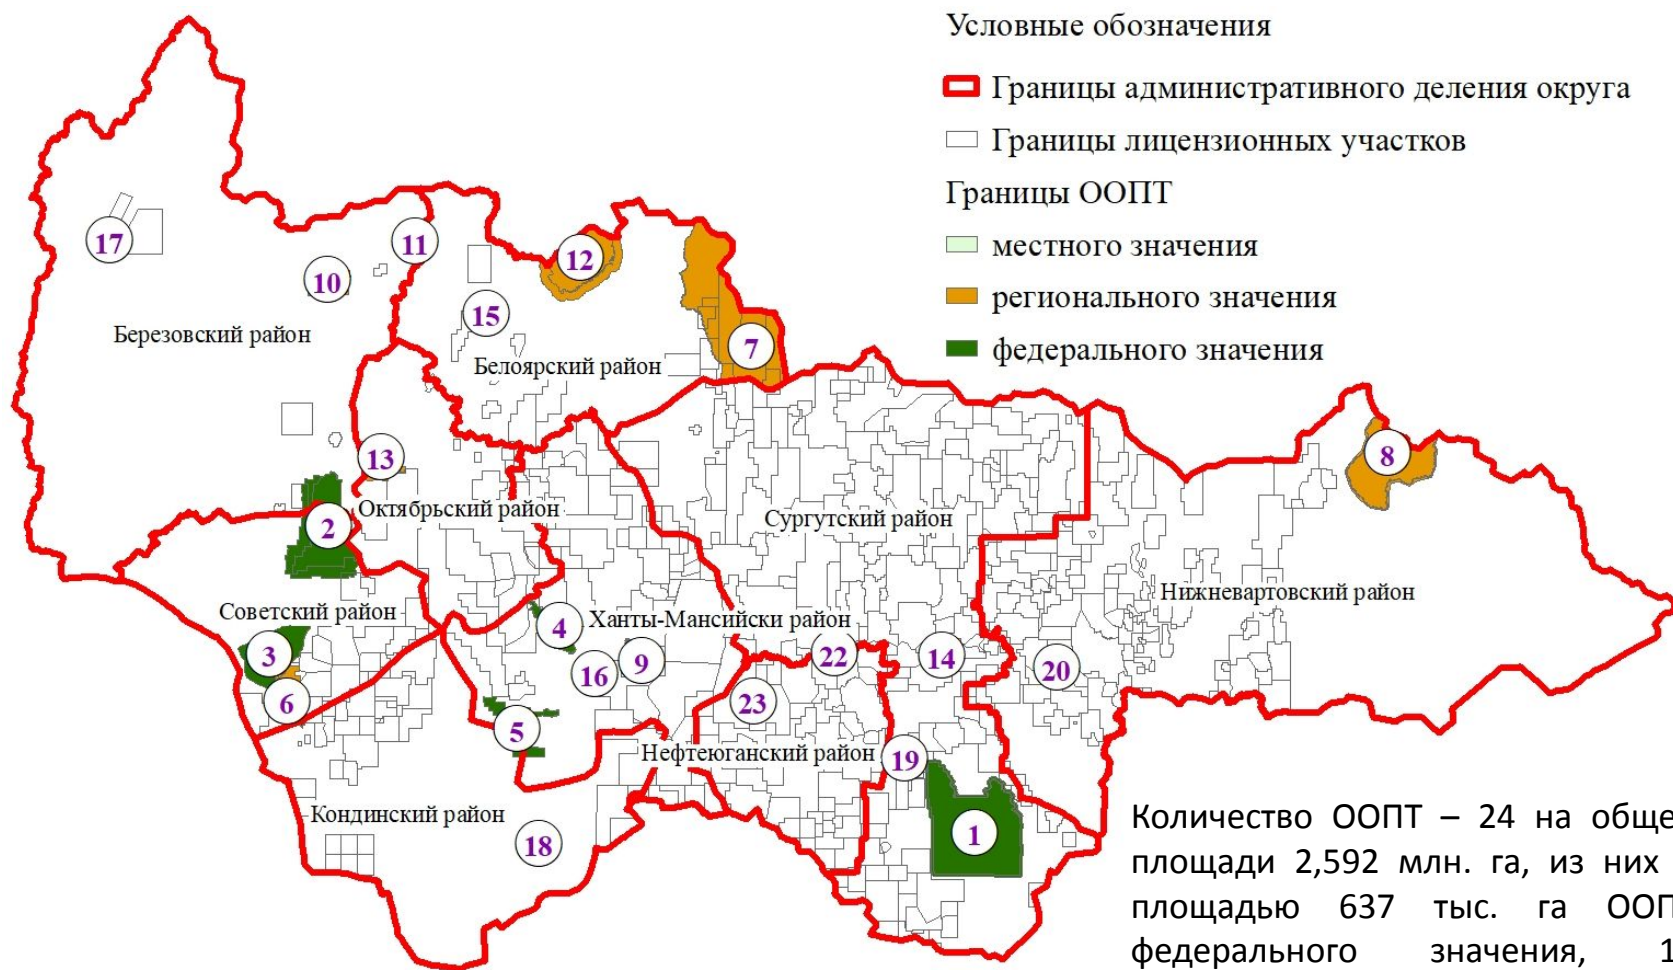 Условные обозначения
Границы административного деления округа
Границы лицензионных участков
Границы ООПТ
местного значения
регионального значения
федерального значения
17
11
12
10
15
7
Березовский район
Белоярский район
8
13
Октябрьский район
2
Сургутский район
Нижневартовский район
Советский район
4
Ханты-Мансийски район
3
16
9
22
14
20
6
23
5
Нефтеюганский район
19
Кондинский район
18
1
Количество ООПТ – 24 на обще
площади 2,592 млн. га, из них
площадью 637 тыс. га ООП
федерального значения, 1